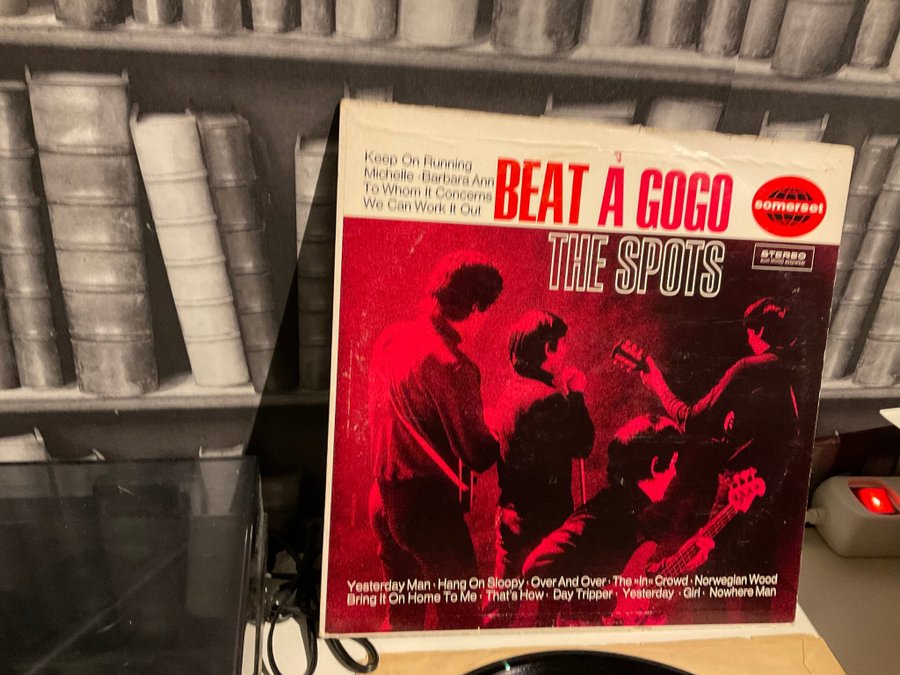 Keep On Running
Michelle · Barbara Ann
To Whom It Concerns
We Can Work It Out
BEAT A GOGO
somerset
THE SPOTS
STEREO
Yesterday Man · Hang On Sloopy · Over And Over · The »In« Crowd · Norwegian Wood
Bring It On Home To Me · That's How · Day Tripper · Yesterday · Girl · Nowhere Man